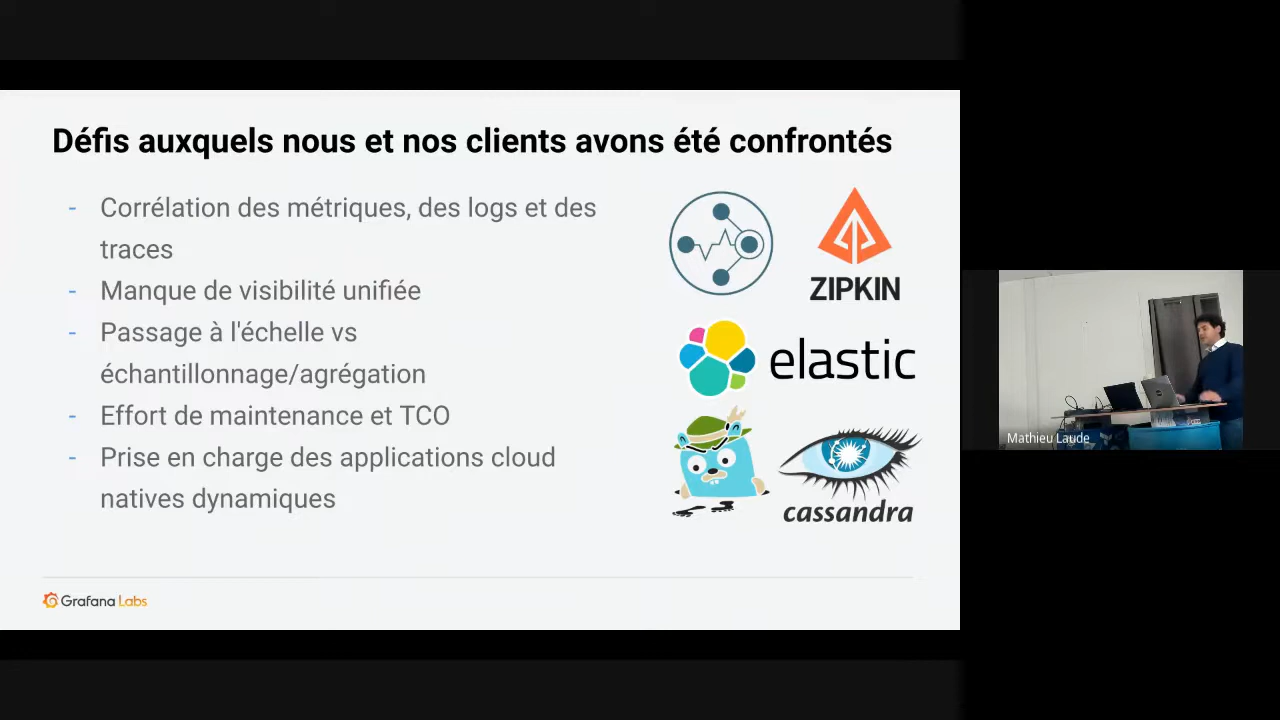 Défis auxquels nous et nos clients avons été confrontés
- Corrélation des métriques, des logs et des
traces
- Manque de visibilité unifiée
- Passage à l'échelle vs
échantillonnage/agrégation
- Effort de maintenance et TCO
- Prise en charge des applications cloud
natives dynamiques
ZIPKIN
elastic
cassandra
Grafana Labs
Mathieu Laude